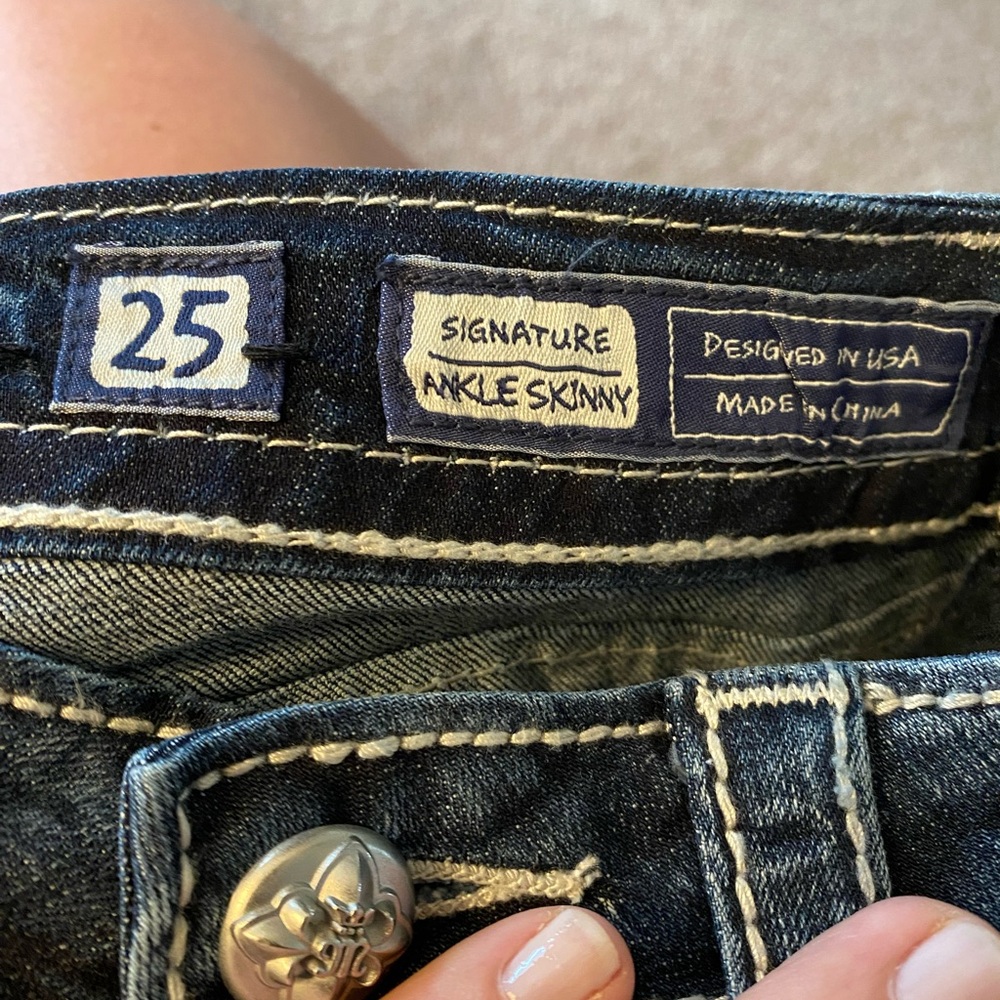 25
SIGNATURE
ANKLE SKINNY
DESIGNED IN USA
MADE IN CHINA